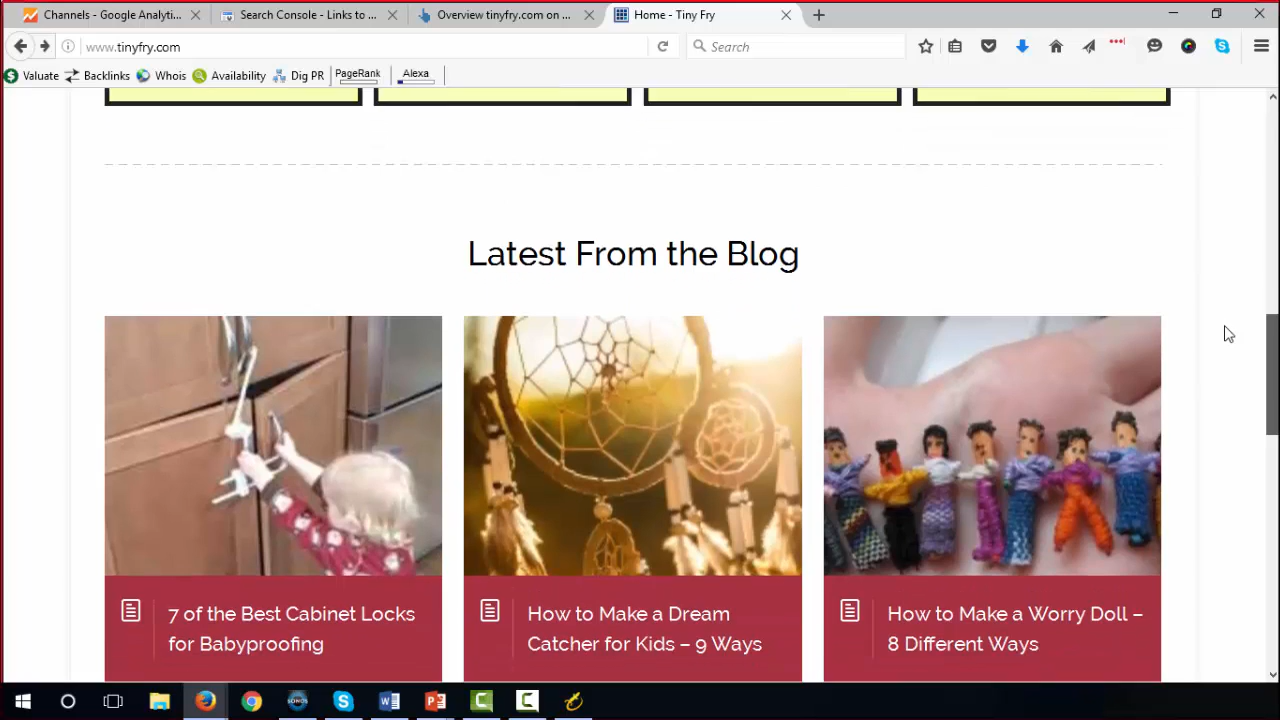 Channels - Google Analyti...
Search Console - Links to ...
Overview tinyfry.com on ...
Home - Tiny Fry
www.tinyfry.com
Search
Valuate
Backlinks
Whois
Availability
Dig PR
PageRank
Alexa
Latest From the Blog
7 of the Best Cabinet Locks
for Babyproofing
How to Make a Dream
Catcher for Kids – 9 Ways
How to Make a Worry Doll –
8 Different Ways
SONOS